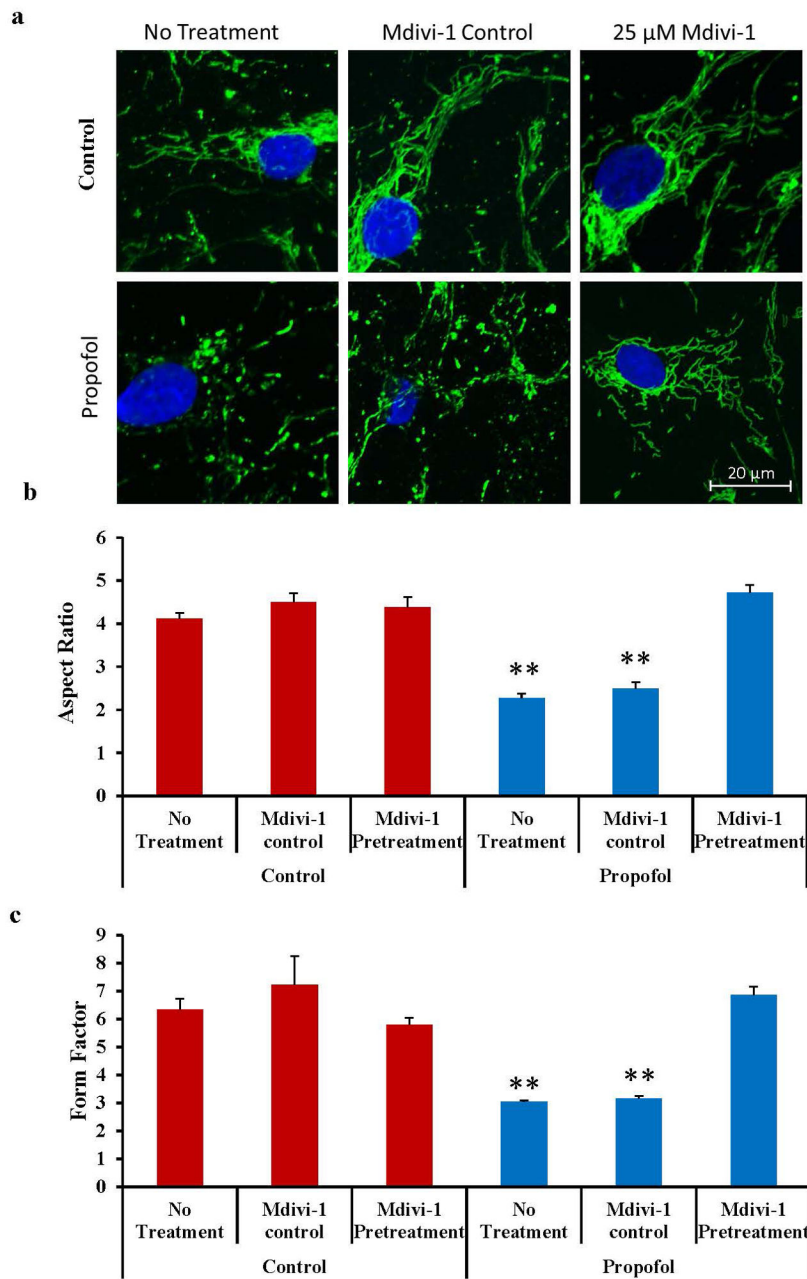 a
No Treatment
Mdivi-1 Control
25 µM Mdivi-1
Control
Propofol
20 µm
b
Aspect Ratio
6
5
4
3
2
1
0
**
**
No Treatment
Mdivi-1 control
Mdivi-1 Pretreatment
No Treatment
Mdivi-1 control
Mdivi-1 Pretreatment
Control
Propofol
c
Form Factor
9
8
7
6
5
4
3
2
1
0
**
**
No Treatment
Mdivi-1 control
Mdivi-1 Pretreatment
No Treatment
Mdivi-1 control
Mdivi-1 Pretreatment
Control
Propofol